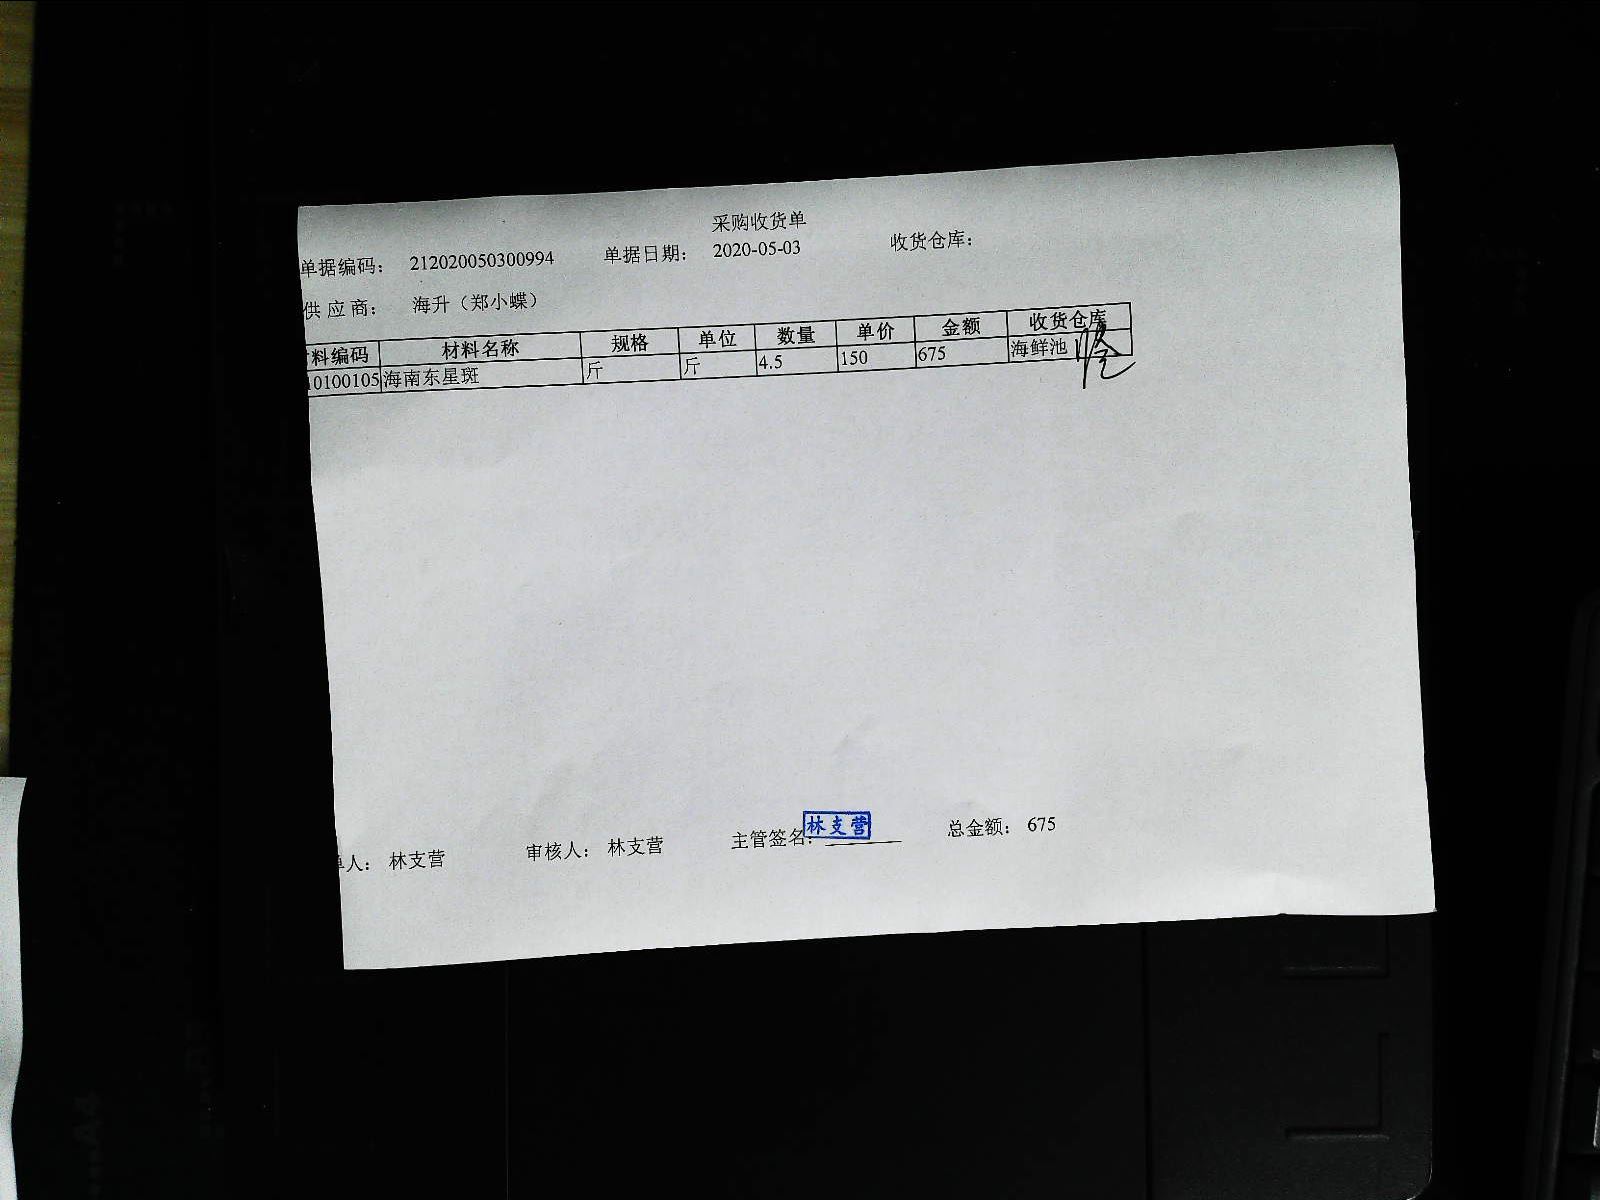 采购收货单
单据编码： 212020050300994 单据日期： 2020-05-03 收货仓库：
供 应 商： 海升（郑小蝶）
料编码 材料名称 规格 单位 数量 单价 金额 收货仓库
10100105 海南东星斑 斤 斤 4.5 150 675 海鲜池
单人： 林支营 审核人： 林支营 主管签名： 林支营 总金额： 675